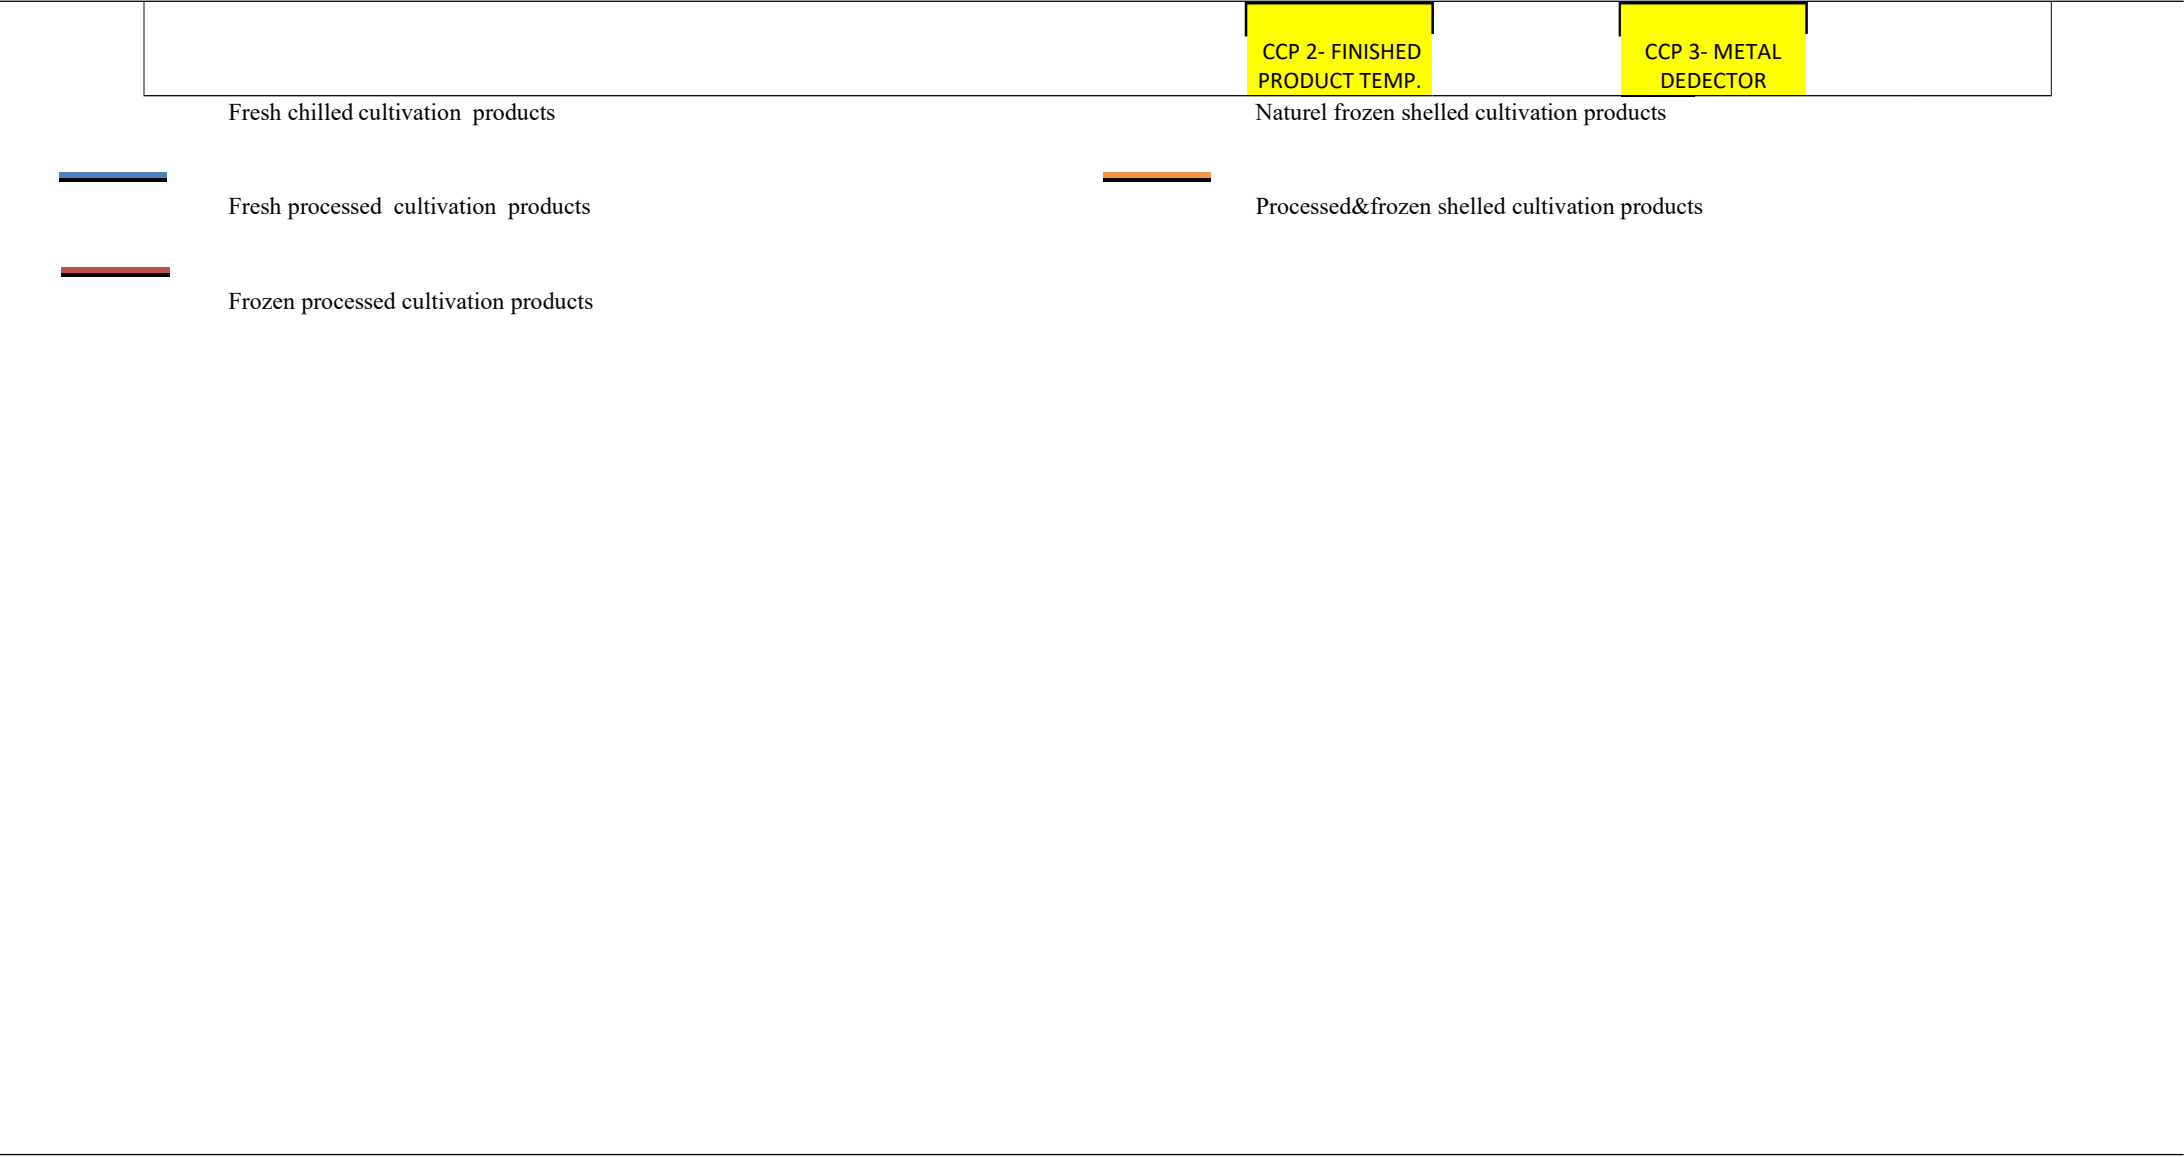 CCP 2- FINISHED
PRODUCT TEMP.
CCP 3- METAL
DEDECTOR
Fresh chilled cultivation products
Naturel frozen shelled cultivation products
Fresh processed cultivation products
Processed&frozen shelled cultivation products
Frozen processed cultivation products